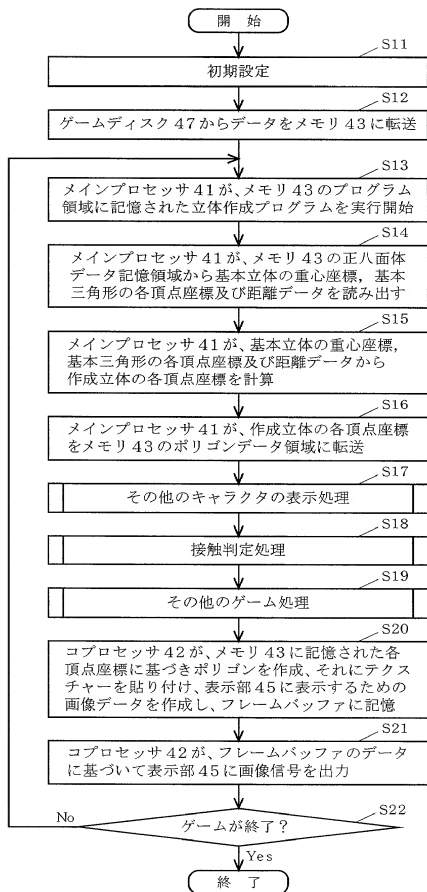 開 始
S11
初期設定
S12
ゲームディスク47からデータをメモリ43に転送
S13
メインプロセッサ41が、メモリ43のプログラム
領域に記憶された立体作成プログラムを実行開始
S14
メインプロセッサ41が、メモリ43の正八面体
データ記憶領域から基本立体の重心座標，基本
三角形の各頂点座標及び距離データを読み出す
S15
メインプロセッサ41が、基本立体の重心座標，
基本三角形の各頂点座標及び距離データから
作成立体の各頂点座標を計算
S16
メインプロセッサ41が、作成立体の各頂点座標
をメモリ43のポリゴンデータ領域に転送
S17
その他のキャラクタの表示処理
S18
接触判定処理
S19
その他のゲーム処理
S20
コプロセッサ42が、メモリ43に記憶された各
頂点座標に基づきポリゴンを作成、それにテクス
チャーを貼り付け、表示部45に表示するための
画像データを作成し、フレームバッファに記憶
S21
コプロセッサ42が、フレームバッファのデータ
に基づいて表示部45に画像信号を出力
S22
No
ゲームが終了？
Yes
終 了